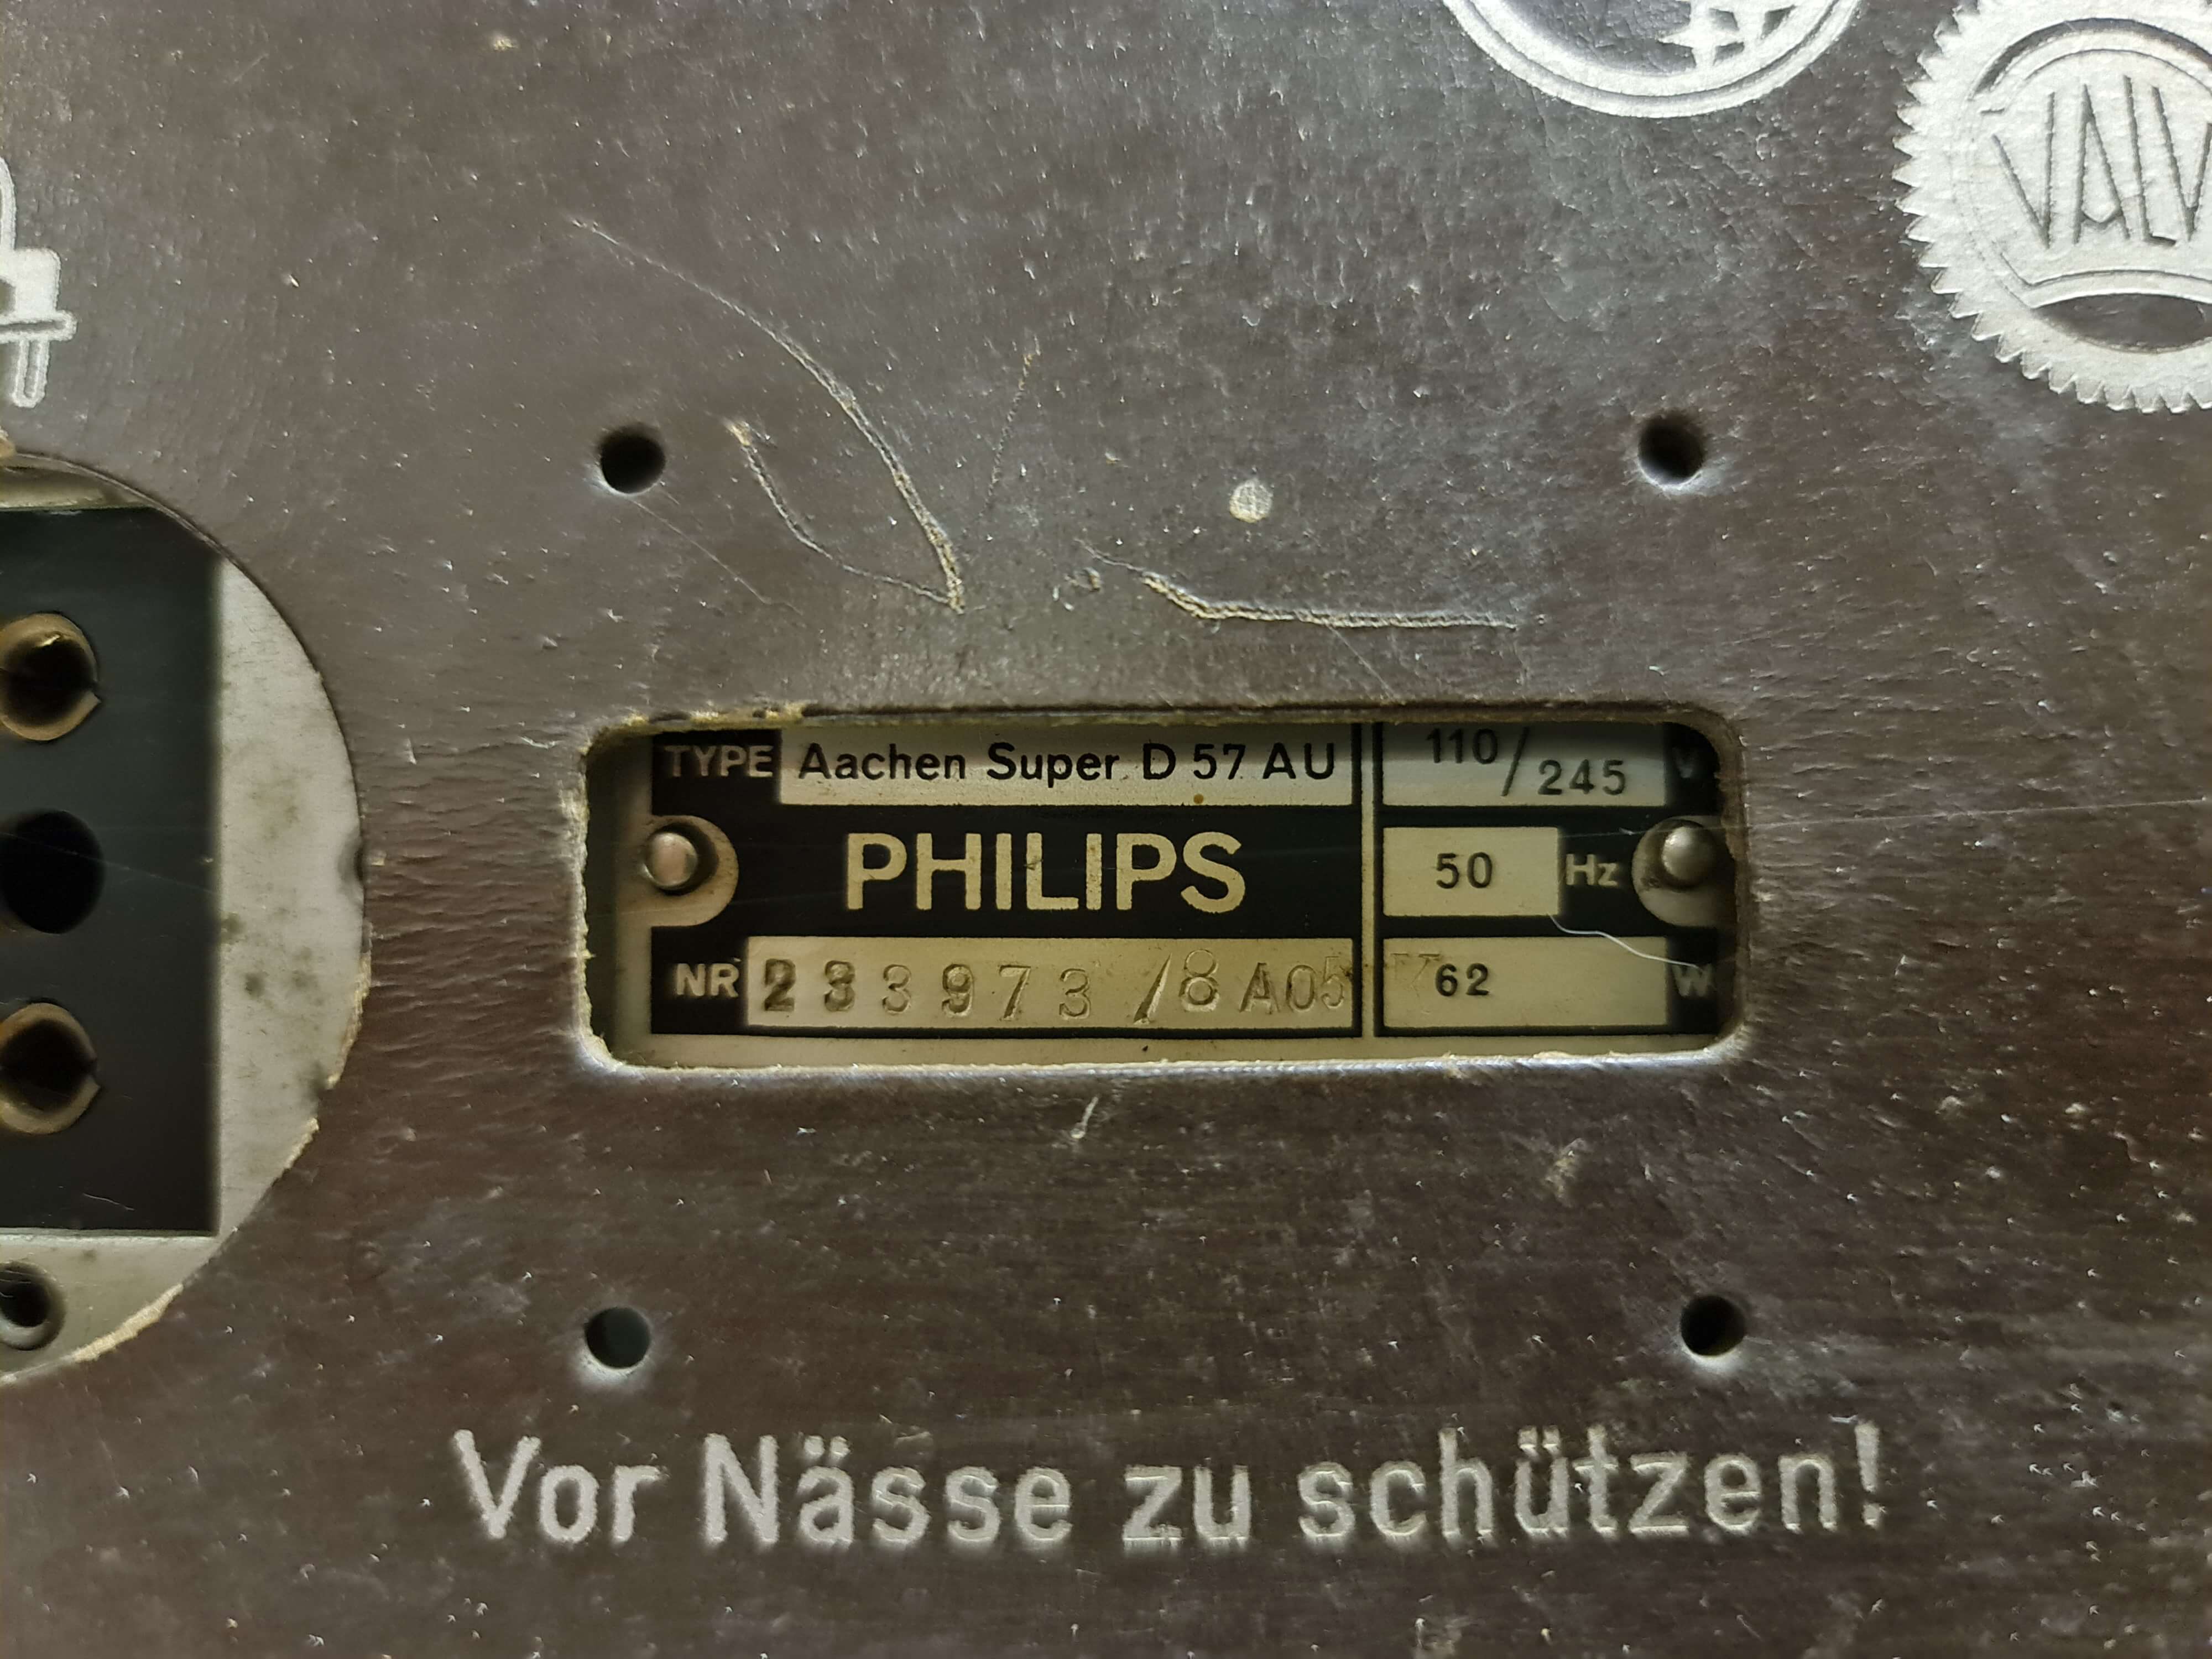 VALV
TYPE Aachen Super D 57 AU 110/245 V
PHILIPS 50 Hz
NR 233973 /8 A05 62 W
Vor Nässe zu schützen!